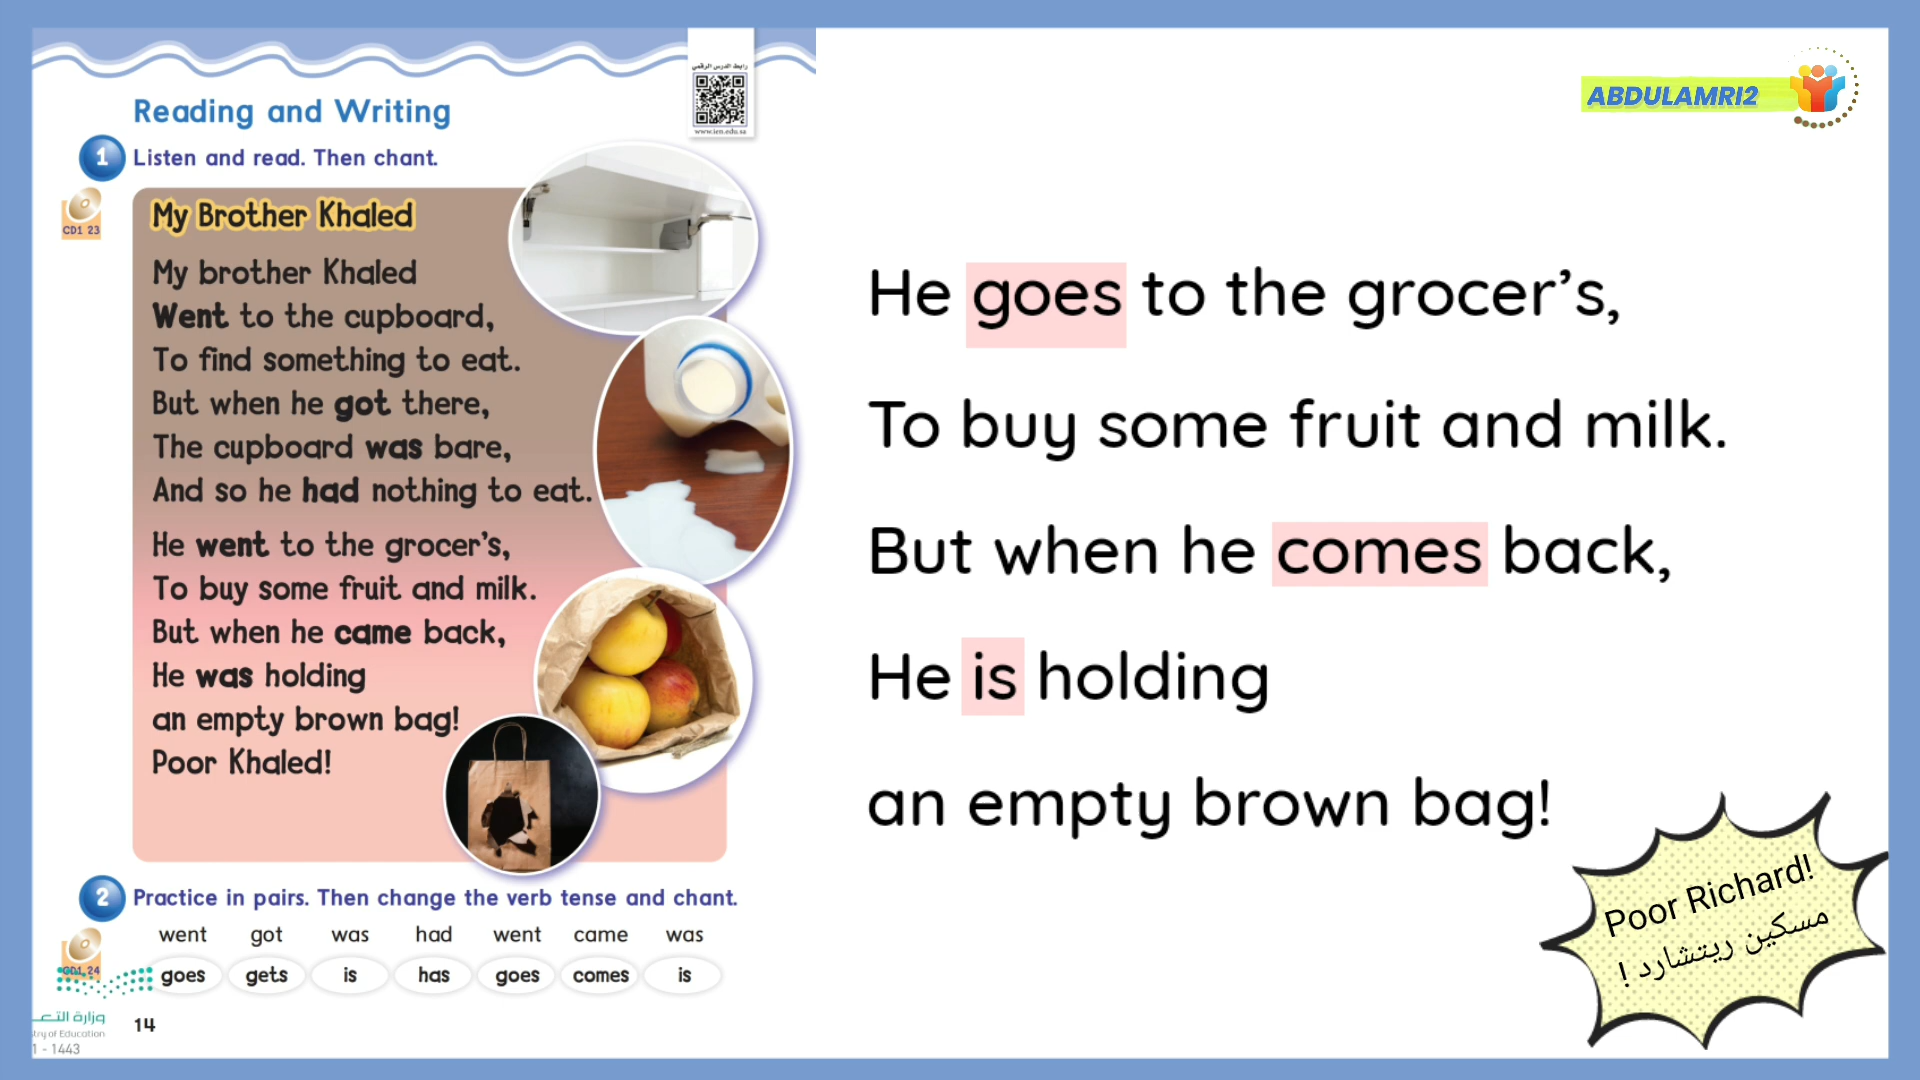 رابط الدرس الرقمي
www.ien.edu.sa
Reading and Writing
1 Listen and read. Then chant.
CD1 23
My Brother Khaled
My brother Khaled
Went to the cupboard,
To find something to eat.
But when he got there,
The cupboard was bare,
And so he had nothing to eat.
He went to the grocer's,
To buy some fruit and milk.
But when he came back,
He was holding
an empty brown bag!
Poor Khaled!
2 Practice in pairs. Then change the verb tense and chant.
CD1 24
went got was had went came was
goes gets is has goes comes is
وزارة التعـ
stry of Education
1 - 1443
14
ABDULAMRI2
He goes to the grocer’s,
To buy some fruit and milk.
But when he comes back,
He is holding
an empty brown bag!
Poor Richard!
مسكين ريتشارد !